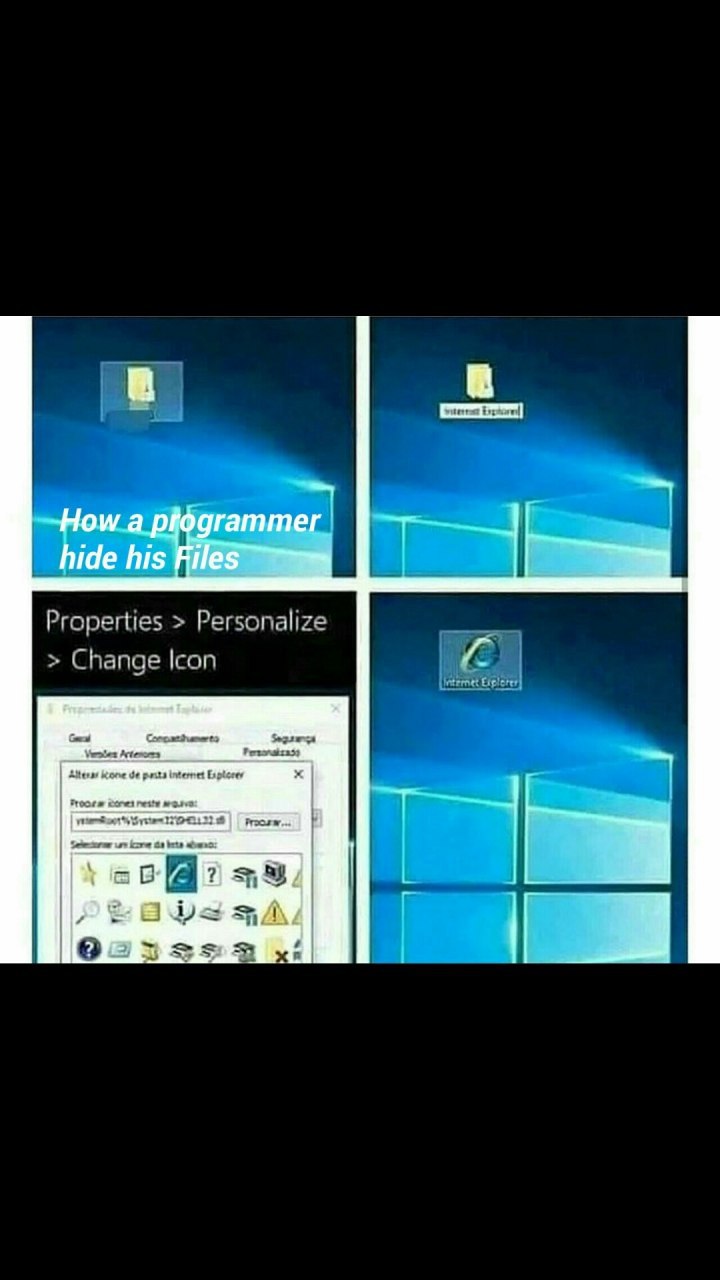 How a programmer
hide his Files
Internet Explorer
Properties > Personalize
> Change Icon
Propriedades de Internet Explorer
Geral Compartilhamento Segurança
Versões Anteriores Personalizado
Alterar ícone de pasta Internet Explorer
Procurar ícones neste arquivo:
ystemRoot%\System32\SHELL32.dll
Procurar...
Selecionar um ícone da lista abaixo:
Internet Explorer